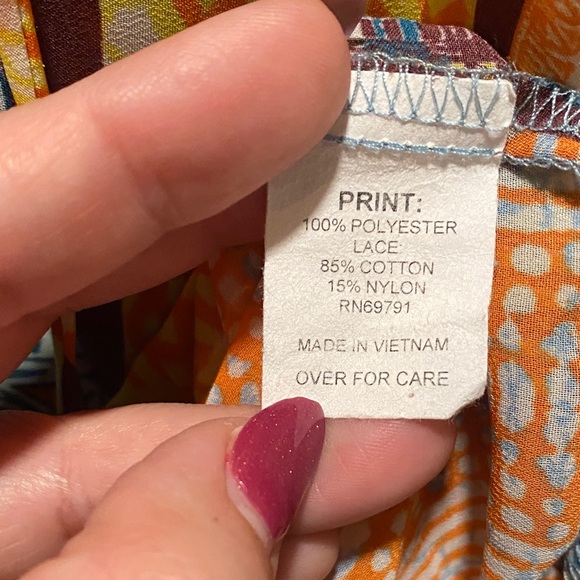 PRINT:
100% POLYESTER
LACE:
85% COTTON
15% NYLON
RN69791
MADE IN VIETNAM
OVER FOR CARE